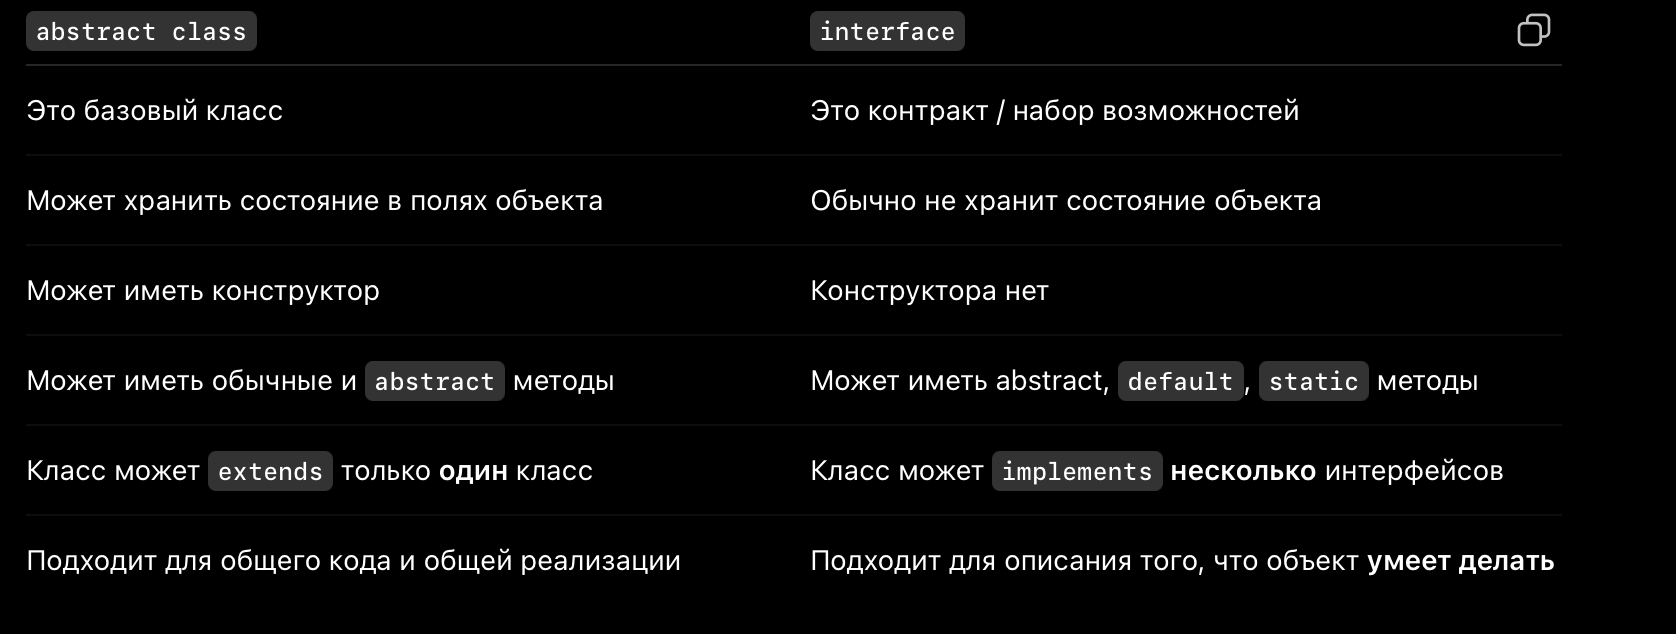 abstract class interface
Это базовый класс Это контракт / набор возможностей
Может хранить состояние в полях объекта Обычно не хранит состояние объекта
Может иметь конструктор Конструктора нет
Может иметь обычные и abstract методы Может иметь abstract, default, static методы
Класс может extends только один класс Класс может implements несколько интерфейсов
Подходит для общего кода и общей реализации Подходит для описания того, что объект умеет делать